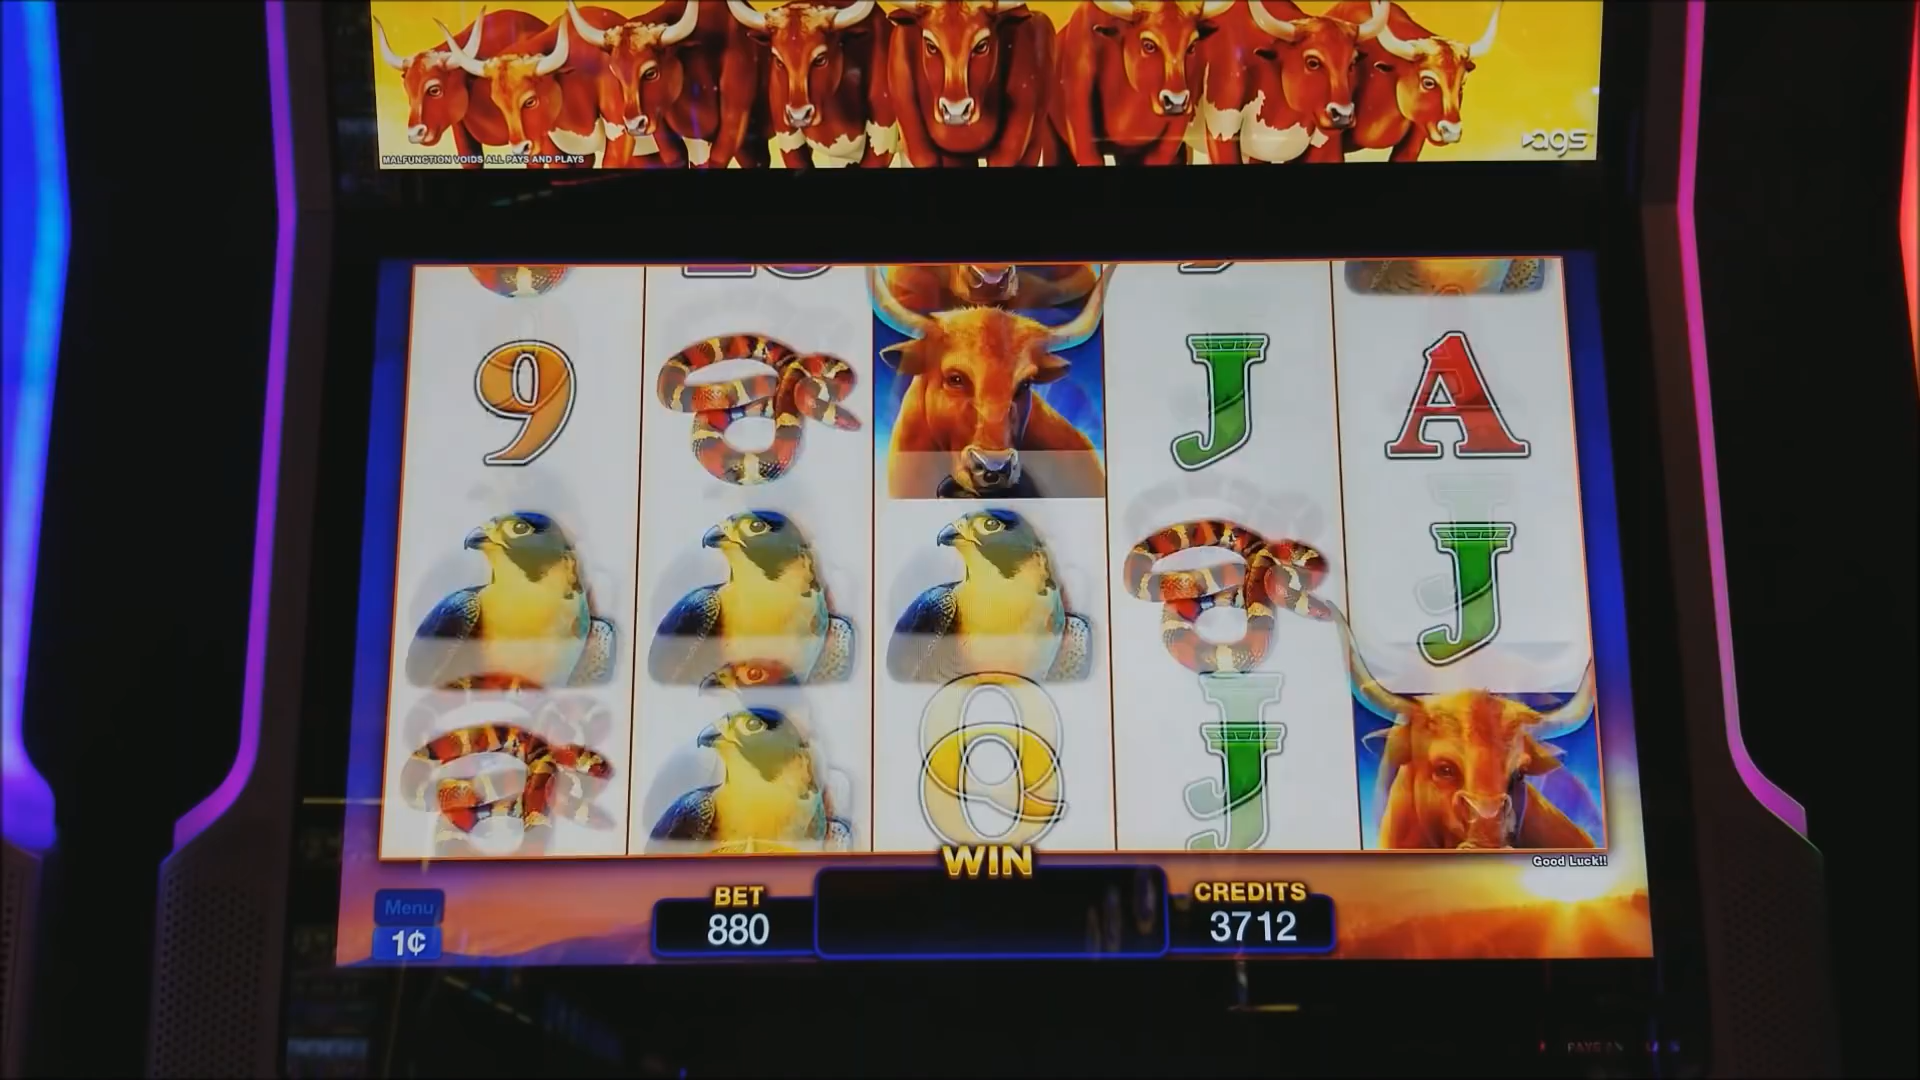 MALFUNCTION VOIDS ALL PAYS AND PLAYS
ags
9
J
A
J
Q
J
WIN
Good Luck!!
Menu
BET
CREDITS
1¢
880
3712